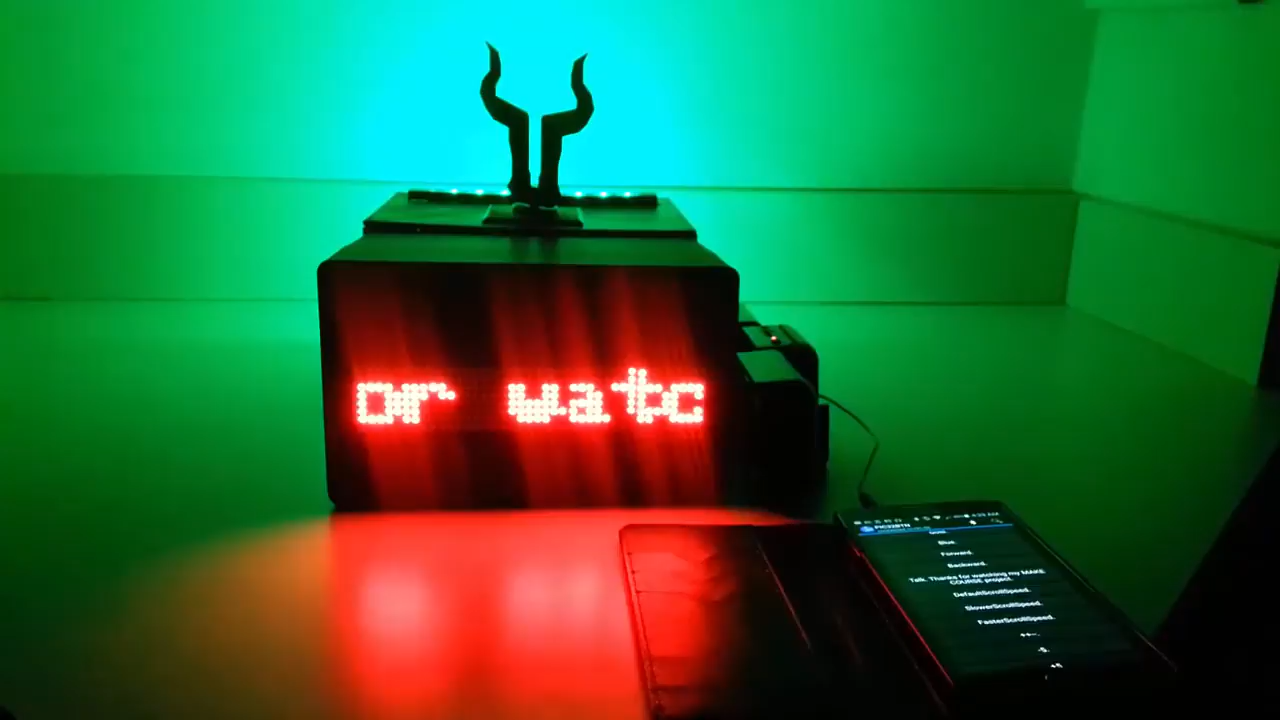 or watc
Blue.
Forward.
Backward.
Talk. Thanks for watching my MAKE
COURSE project.
DefaultScrollSpeed.
SlowerScrollSpeed.
FasterScrollSpeed.